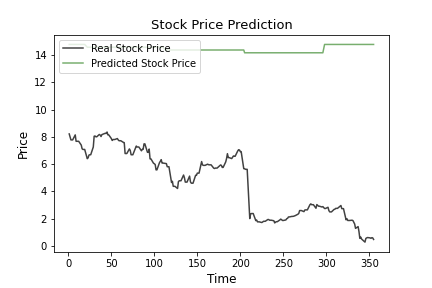 Stock Price Prediction
Real Stock Price
Predicted Stock Price
14
12
10
8
6
4
2
0
Price
0 50 100 150 200 250 300 350
Time